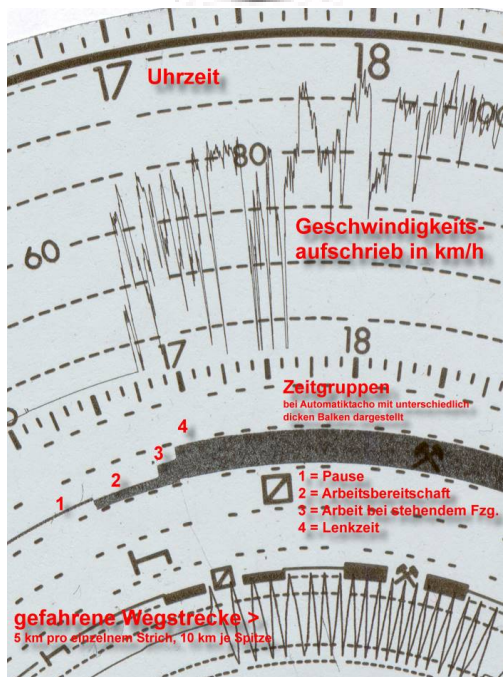 17
Uhrzeit
18
100
80
60
Geschwindigkeits-
aufschrieb in km/h
17
18
Zeitgruppen
bei Automatiktacho mit unterschiedlich
dicken Balken dargestellt
4
3
2
1
1 = Pause
2 = Arbeitsbereitschaft
3 = Arbeit bei stehendem Fzg.
4 = Lenkzeit
gefahrene Wegstrecke >
5 km pro einzelnem Strich, 10 km je Spitze